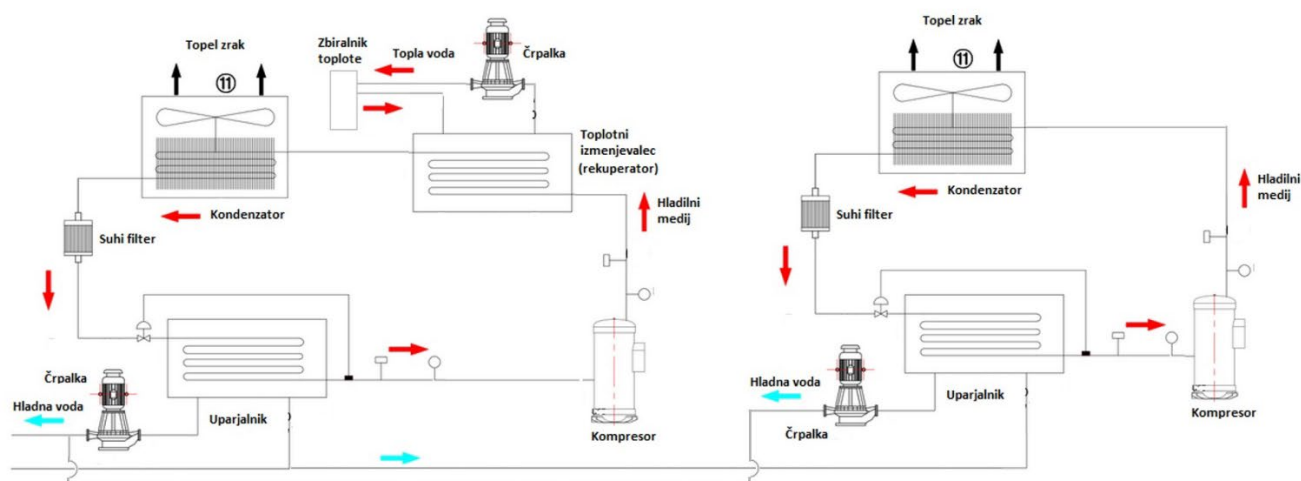 Topel zrak
⑪
Zbiralnik
toplote
Topla voda
Črpalka
Toplotni
izmenjevalec
(rekuperator)
Kondenzator
Hladilni
medij
Suhi filter
Črpalka
Hladna voda
Uparjalnik
Kompresor
Topel zrak
⑪
Kondenzator
Hladilni
medij
Suhi filter
Hladna voda
Uparjalnik
Črpalka
Kompresor